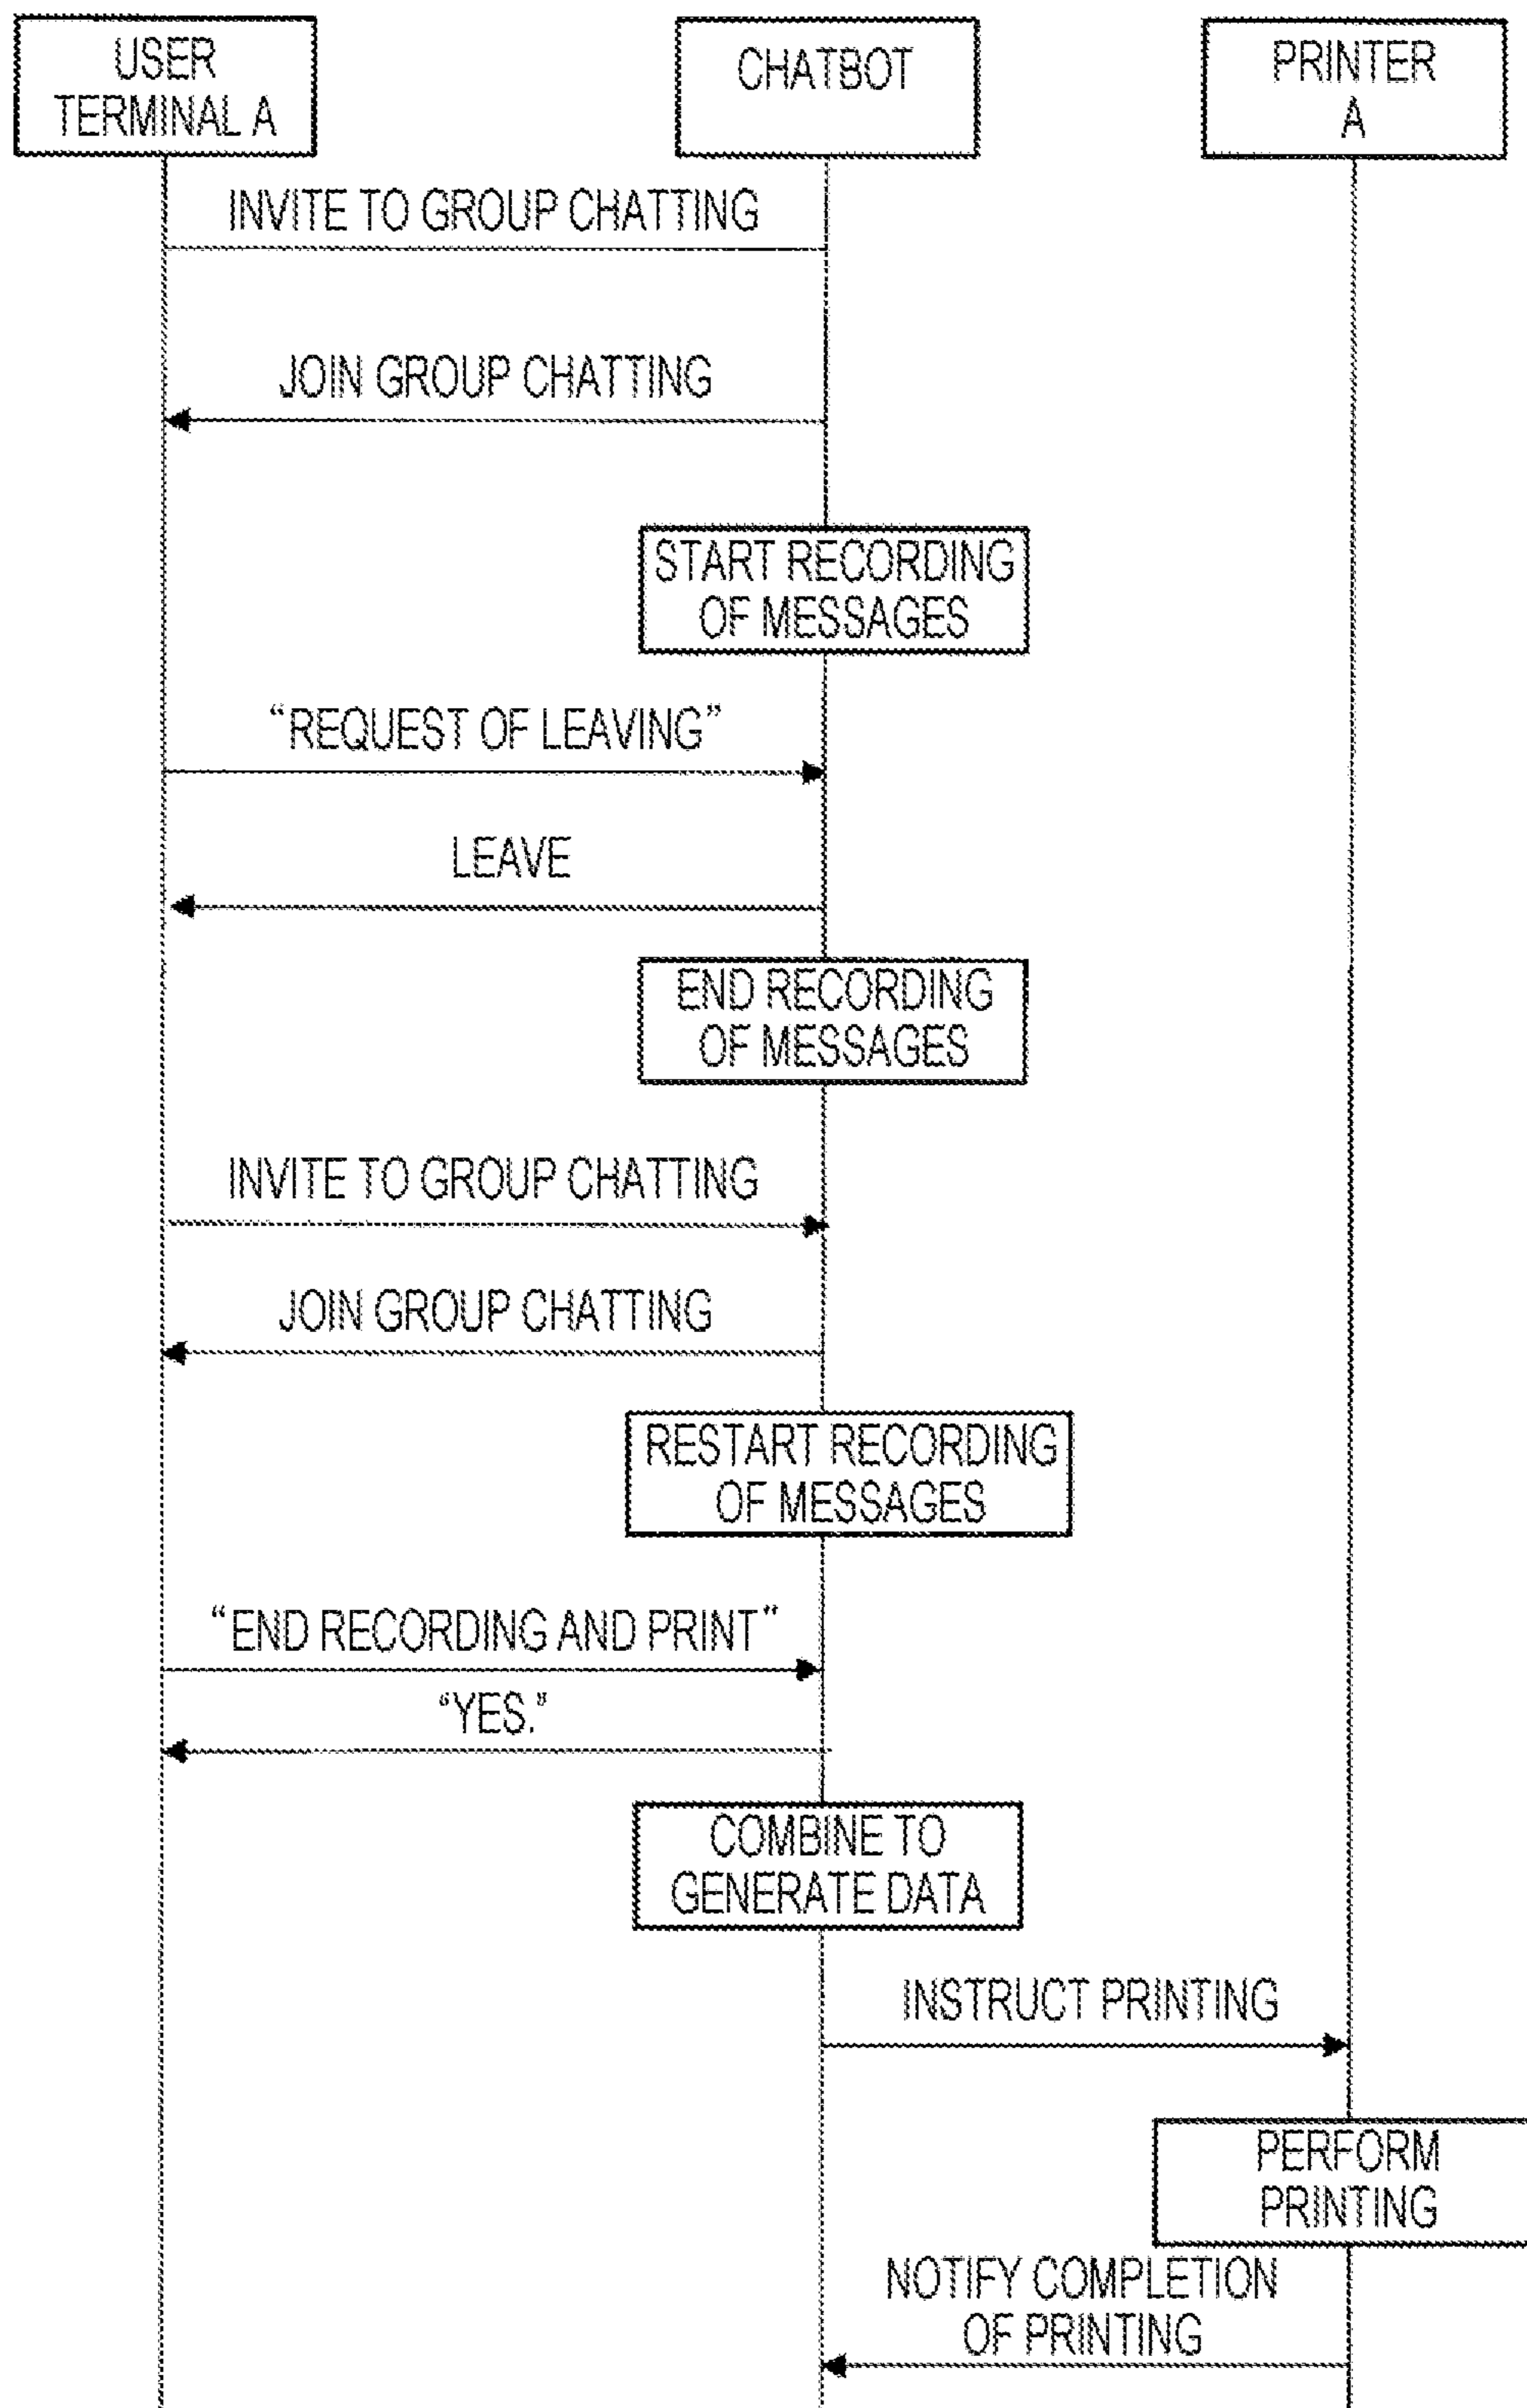 USER
TERMINAL A
CHATBOT
PRINTER
A
INVITE TO GROUP CHATTING
JOIN GROUP CHATTING
START RECORDING
OF MESSAGES
“REQUEST OF LEAVING”
LEAVE
END RECORDING
OF MESSAGES
INVITE TO GROUP CHATTING
JOIN GROUP CHATTING
RESTART RECORDING
OF MESSAGES
“END RECORDING AND PRINT”
“YES.”
COMBINE TO
GENERATE DATA
INSTRUCT PRINTING
PERFORM
PRINTING
NOTIFY COMPLETION
OF PRINTING